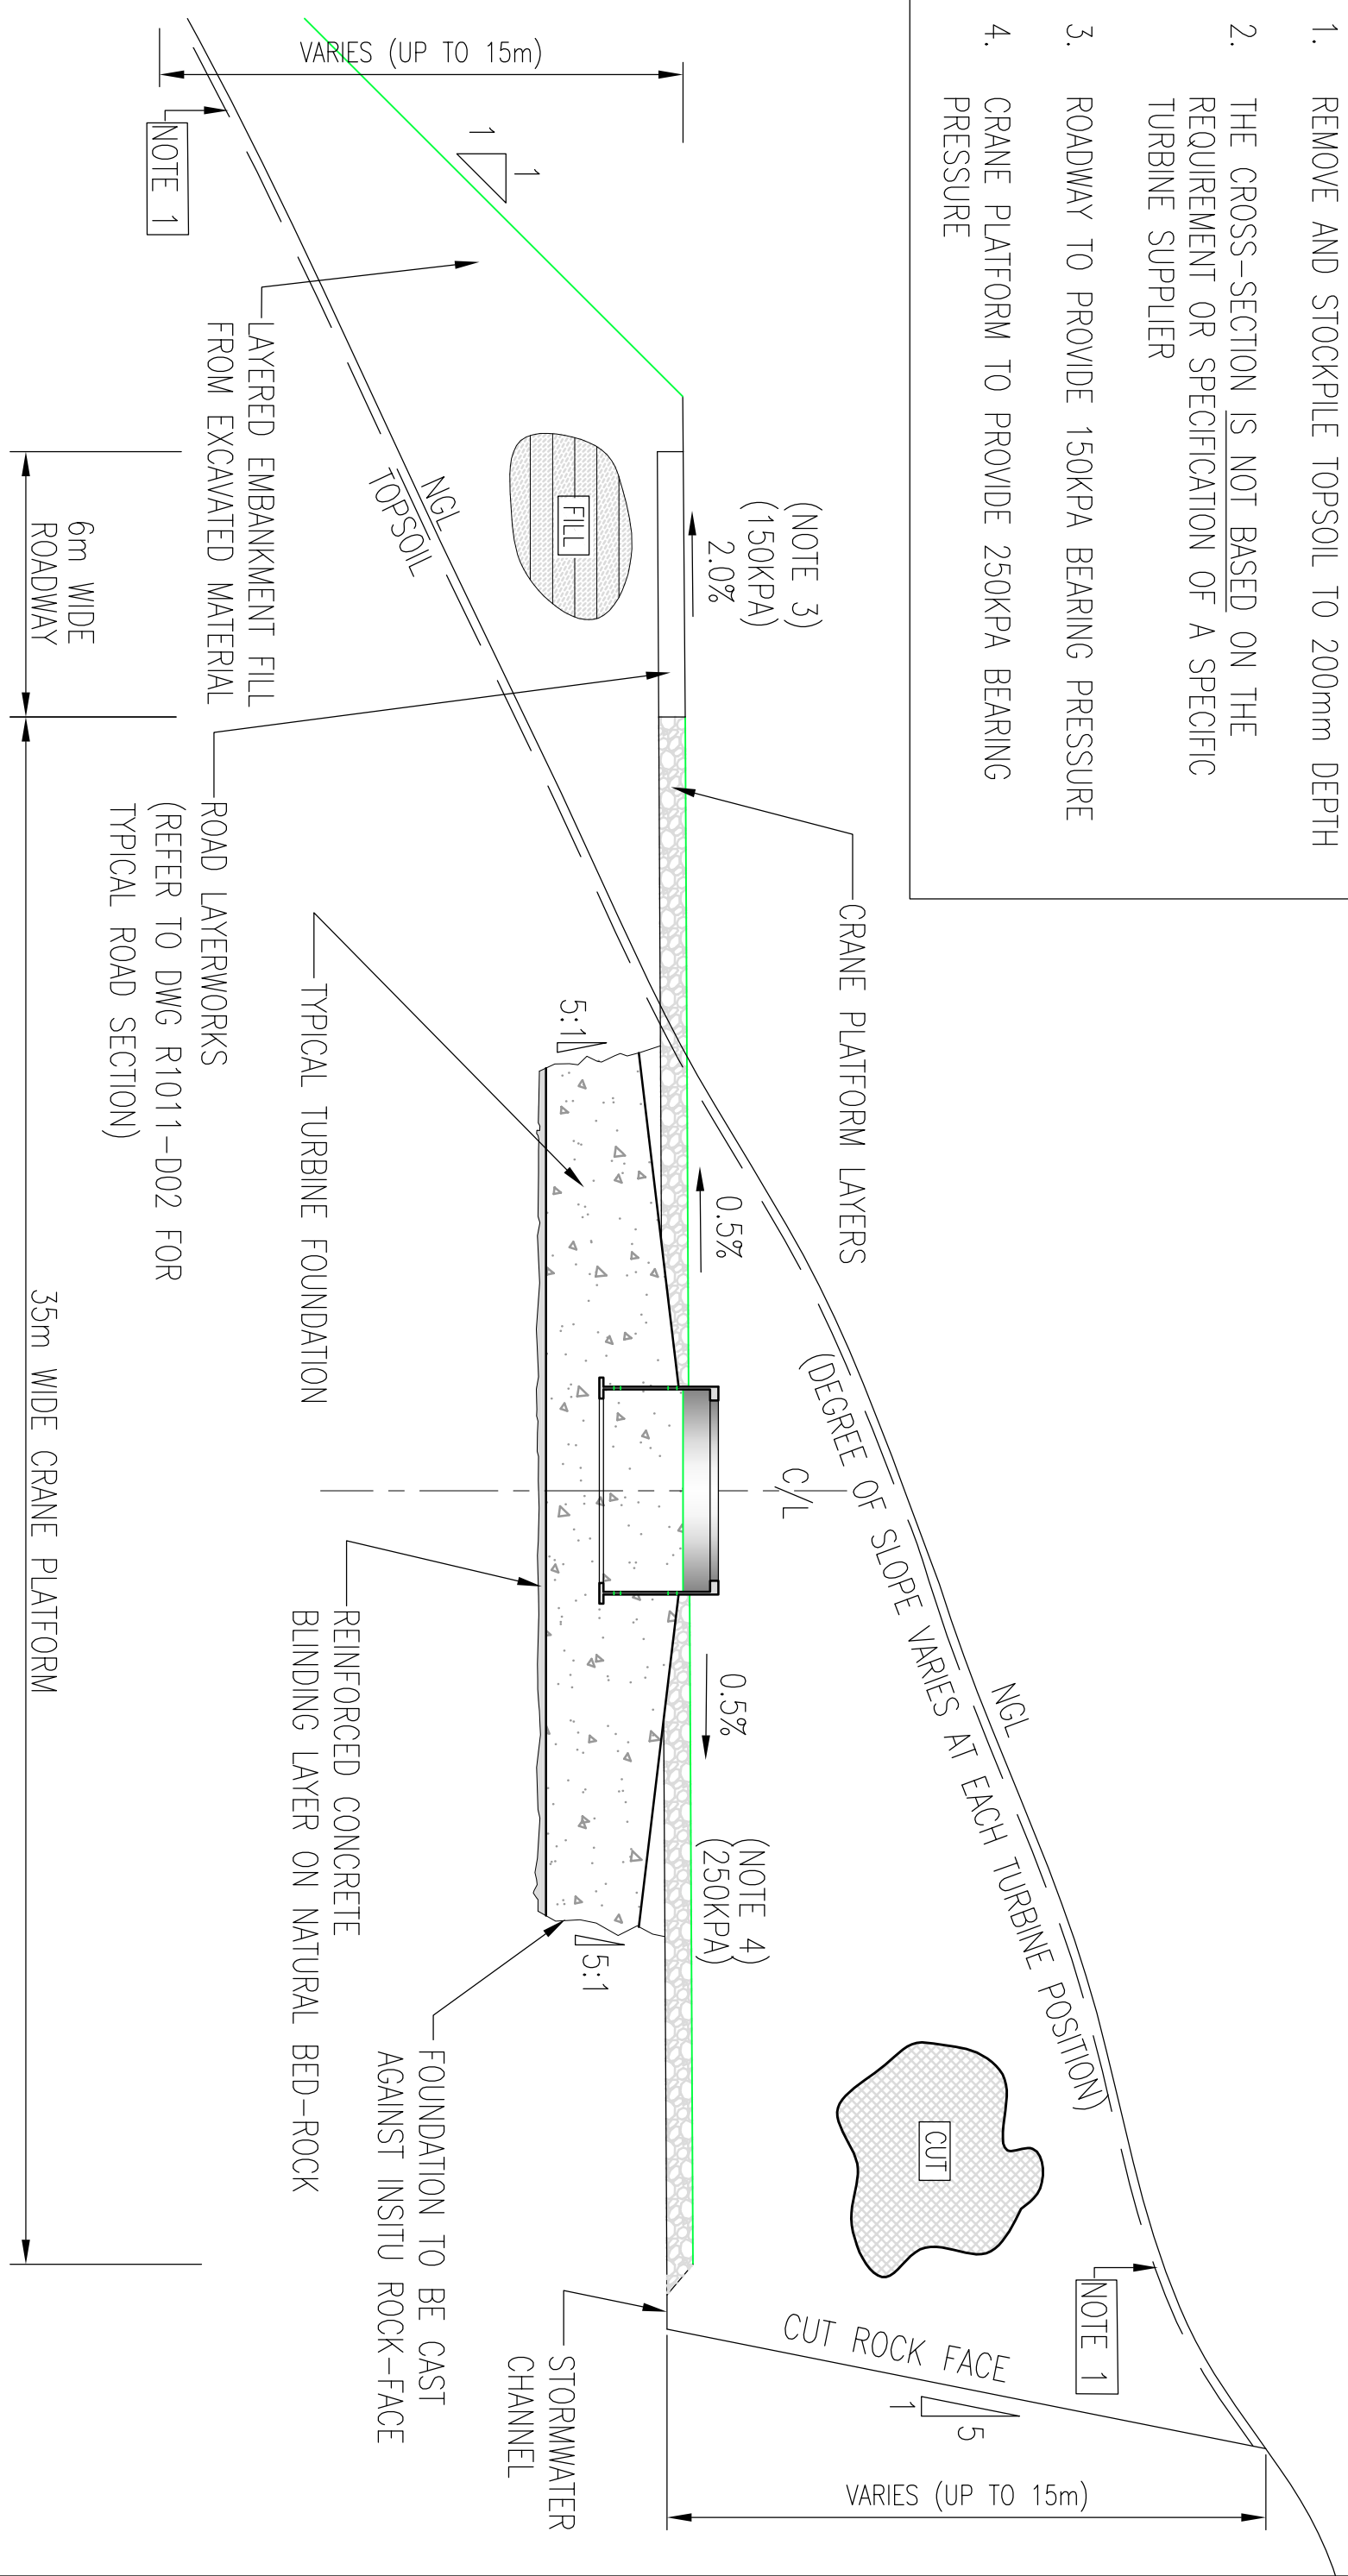 1. REMOVE AND STOCKPILE TOPSOIL TO 200mm DEPTH
2. THE CROSS-SECTION IS NOT BASED ON THE
REQUIREMENT OR SPECIFICATION OF A SPECIFIC
TURBINE SUPPLIER
3. ROADWAY TO PROVIDE 150KPA BEARING PRESSURE
4. CRANE PLATFORM TO PROVIDE 250KPA BEARING
PRESSURE
VARIES (UP TO 15m)
1
1
NOTE 1
LAYERED EMBANKMENT FILL
FROM EXCAVATED MATERIAL
NGL
TOPSOIL
FILL
(NOTE 3)
(150KPA)
2.0%
6m WIDE
ROADWAY
ROAD LAYERWORKS
(REFER TO DWG R1011-D02 FOR
TYPICAL ROAD SECTION)
CRANE PLATFORM LAYERS
TYPICAL TURBINE FOUNDATION
5:1
0.5%
C/L
(DEGREE OF SLOPE VARIES AT EACH TURBINE POSITION)
NGL
0.5%
(NOTE 4)
(250KPA)
35m WIDE CRANE PLATFORM
REINFORCED CONCRETE
BLINDING LAYER ON NATURAL BED-ROCK
5:1
FOUNDATION TO BE CAST
AGAINST INSITU ROCK-FACE
STORMWATER
CHANNEL
CUT
NOTE 1
CUT ROCK FACE
1
5
VARIES (UP TO 15m)